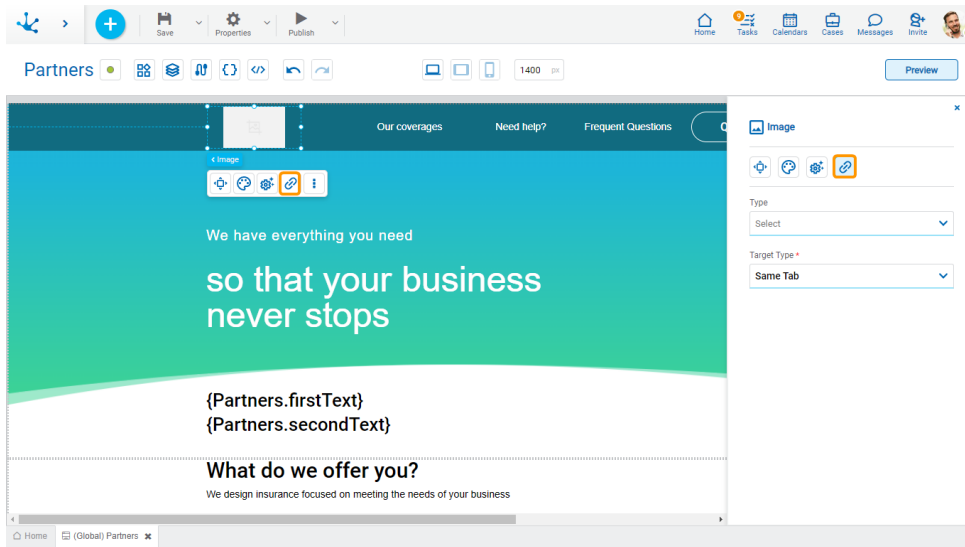 Save
Properties
Publish
Home
9
Tasks
Calendars
Cases
Messages
Invite
Partners
1400 px
Preview
Our coverages
Need help?
Frequent Questions
Image
Image
Type
Select
Target Type *
Same Tab
We have everything you need
so that your business
never stops
{Partners.firstText}
{Partners.secondText}
What do we offer you?
We design insurance focused on meeting the needs of your business
Home
(Global) Partners